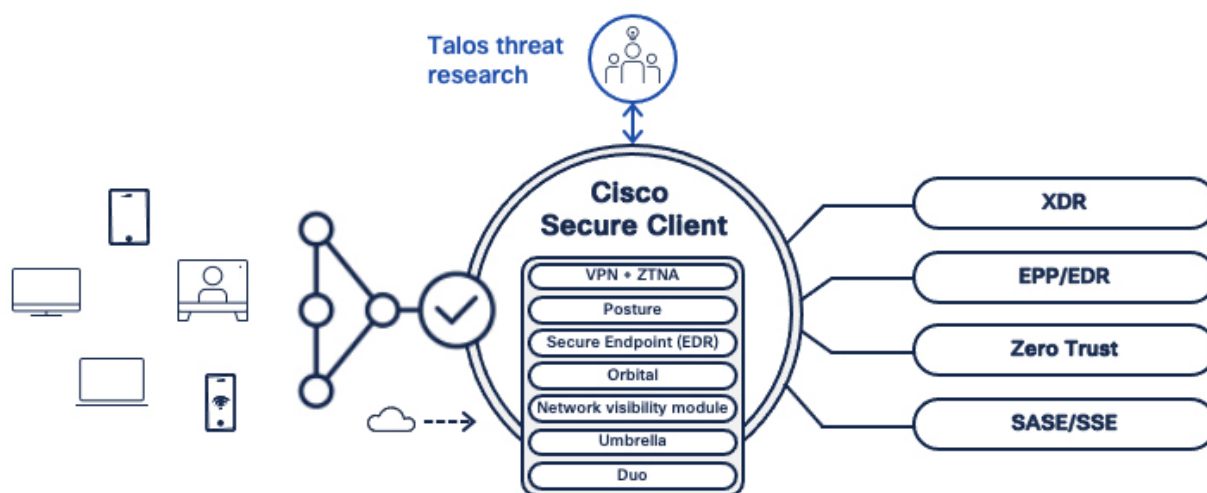 Talos threat
research
Cisco
Secure Client
VPN + ZTNA
Posture
Secure Endpoint (EDR)
Orbital
Network visibility module
Umbrella
Duo
XDR
EPP/EDR
Zero Trust
SASE/SSE